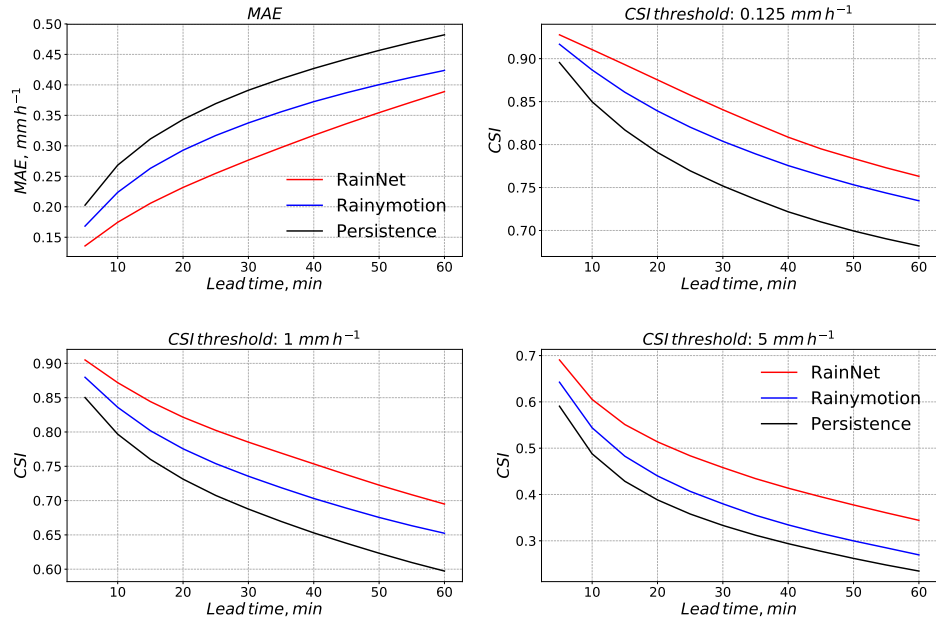 MAE
0.50
0.45
0.40
0.35
0.30
0.25
0.20
0.15
MAE, mm h⁻¹
RainNet
Rainymotion
Persistence
10 20 30 40 50 60
Lead time, min
CSI threshold: 0.125 mm h⁻¹
0.90
0.85
0.80
0.75
0.70
CSI
10 20 30 40 50 60
Lead time, min
CSI threshold: 1 mm h⁻¹
0.90
0.85
0.80
0.75
0.70
0.65
0.60
CSI
10 20 30 40 50 60
Lead time, min
CSI threshold: 5 mm h⁻¹
0.7
0.6
0.5
0.4
0.3
CSI
RainNet
Rainymotion
Persistence
10 20 30 40 50 60
Lead time, min